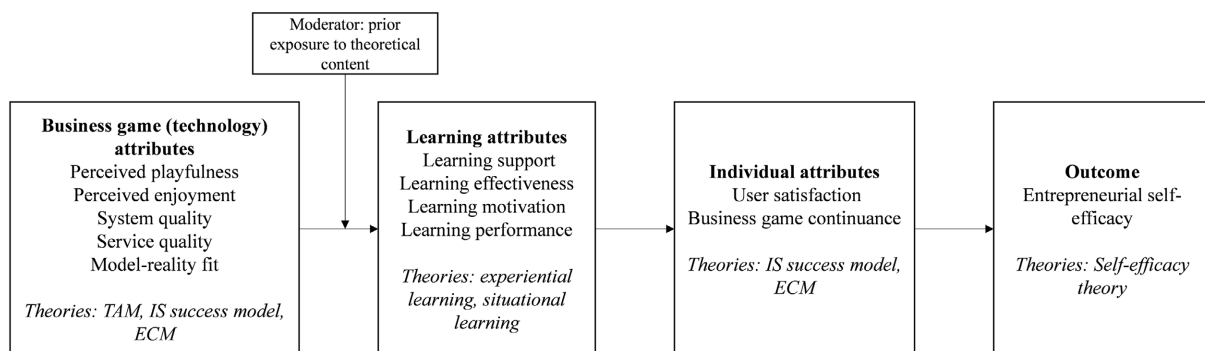 Moderator: prior
exposure to theoretical
content
Business game (technology)
attributes
Perceived playfulness
Perceived enjoyment
System quality
Service quality
Model-reality fit
Theories: TAM, IS success model,
ECM
Learning attributes
Learning support
Learning effectiveness
Learning motivation
Learning performance
Theories: experiential
learning, situational
learning
Individual attributes
User satisfaction
Business game continuance
Theories: IS success model,
ECM
Outcome
Entrepreneurial self-
efficacy
Theories: Self-efficacy
theory